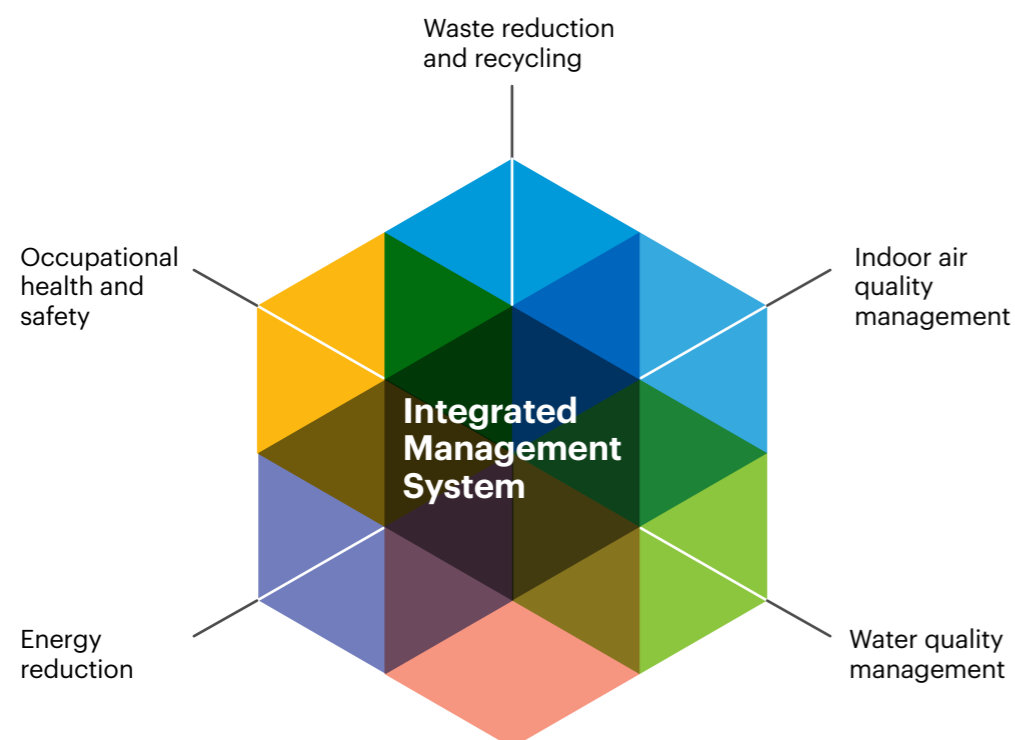 Waste reduction
and recycling
Occupational
health and
safety
Indoor air
quality
management
Integrated
Management
System
Energy
reduction
Water quality
management